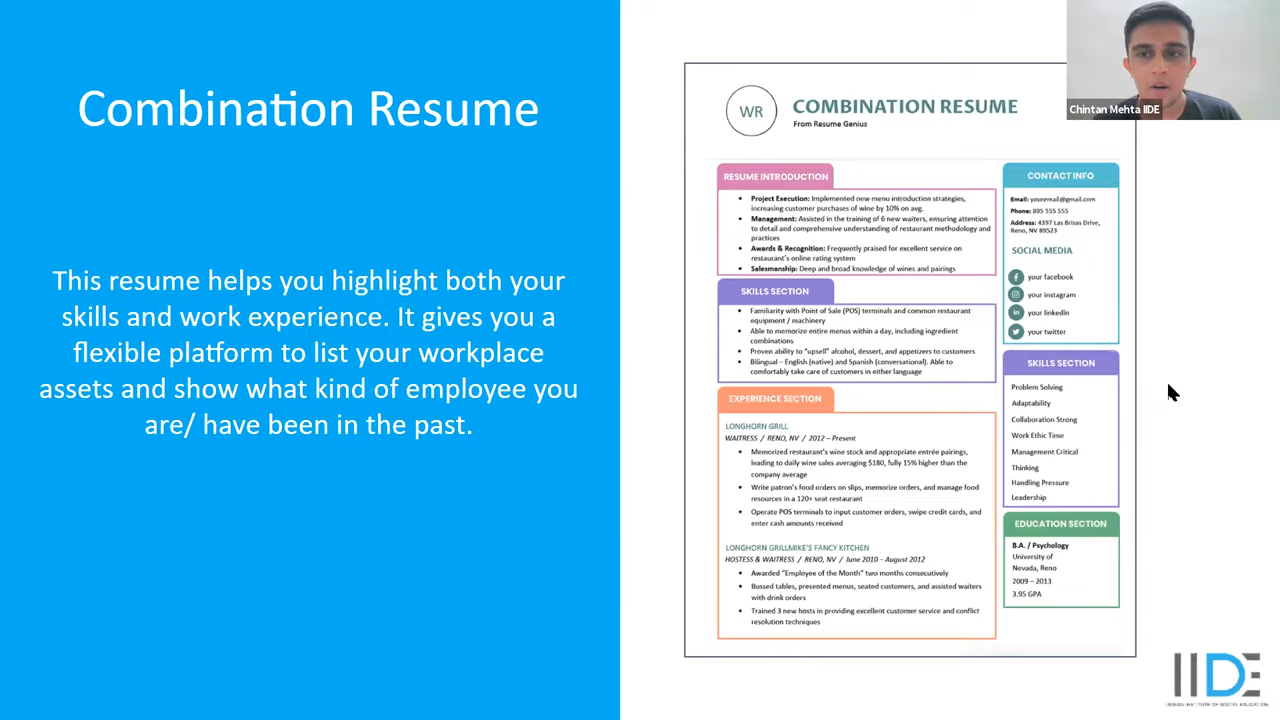 Combination Resume
This resume helps you highlight both your
skills and work experience. It gives you a
flexible platform to list your workplace
assets and show what kind of employee you
are/ have been in the past.
WR
COMBINATION RESUME
From Resume Genius
RESUME INTRODUCTION
• Project Execution: Implemented new menu introduction strategies,
increasing customer purchases of wine by 10% on avg.
• Management: Assisted in the training of 6 new waiters, ensuring attention
to detail and comprehensive understanding of restaurant methodology and
practices
• Awards & Recognition: Frequently praised for excellent service on
restaurant's online rating system
• Salesmanship: Deep and broad knowledge of wines and pairings
SKILLS SECTION
• Familiarity with Point of Sale (POS) terminals and common restaurant
equipment / machinery
• Able to memorize entire menus within a day, including ingredient
combinations
• Proven ability to "upsell" alcohol, dessert, and appetizers to customers
• Bilingual – English (native) and Spanish (conversational). Able to
comfortably take care of customers in either language
EXPERIENCE SECTION
LONGHORN GRILL
WAITRESS / RENO, NV / 2012 – Present
• Memorized restaurant's wine stock and appropriate entrée pairings,
leading to daily wine sales averaging $180, fully 15% higher than the
company average
• Write patron's food orders on slips, memorize orders, and manage food
resources in a 120+ seat restaurant
• Operate POS terminals to input customer orders, swipe credit cards, and
enter cash amounts received
LONGHORN GRILLMIKE'S FANCY KITCHEN
HOSTESS & WAITRESS / RENO, NV / June 2010 – August 2012
• Awarded "Employee of the Month" two months consecutively
• Bussed tables, presented menus, seated customers, and assisted waiters
with drink orders
• Trained 3 new hosts in providing excellent customer service and conflict
resolution techniques
CONTACT INFO
Email: youremail@gmail.com
Phone: 895 555 555
Address: 4397 Las Brisas Drive,
Reno, NV 89523
SOCIAL MEDIA
your facebook
your instagram
your linkedln
your twitter
SKILLS SECTION
Problem Solving
Adaptability
Collaboration Strong
Work Ethic Time
Management Critical
Thinking
Handling Pressure
Leadership
EDUCATION SECTION
B.A. / Psychology
University of
Nevada, Reno
2009 – 2013
3.95 GPA
Chintan Mehta IIDE
IIDE